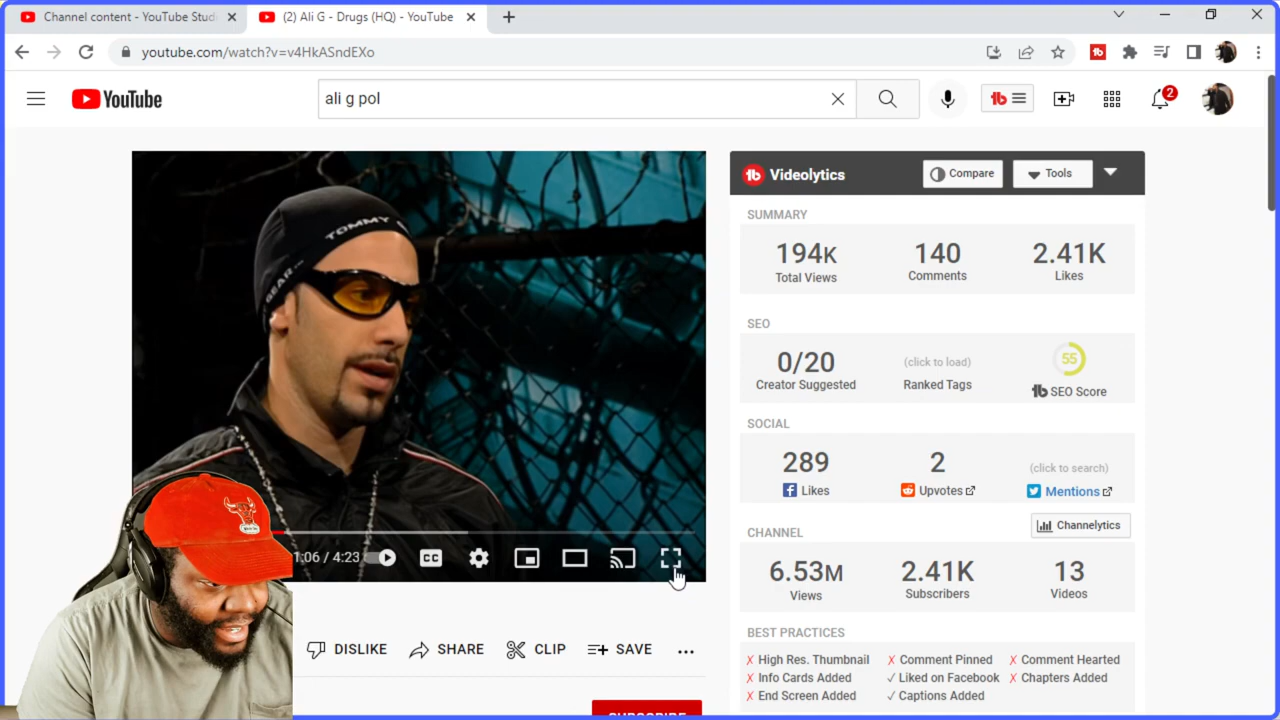 Channel content - YouTube Stud
(2) Ali G - Drugs (HQ) - YouTube
youtube.com/watch?v=v4HkASndEXo
YouTube
ali g pol
2
TOMMY
GEAR...
1:06 / 4:23
CC
DISLIKE
SHARE
CLIP
SAVE
SUBSCRIBE
Videolytics
Compare
Tools
SUMMARY
194K
140
2.41K
Total Views
Comments
Likes
SEO
0/20
(click to load)
55
Creator Suggested
Ranked Tags
SEO Score
SOCIAL
289
2
(click to search)
Likes
Upvotes
Mentions
CHANNEL
Channelytics
6.53M
2.41K
13
Views
Subscribers
Videos
BEST PRACTICES
X High Res. Thumbnail
X Comment Pinned
X Comment Hearted
X Info Cards Added
✓ Liked on Facebook
X Chapters Added
X End Screen Added
✓ Captions Added